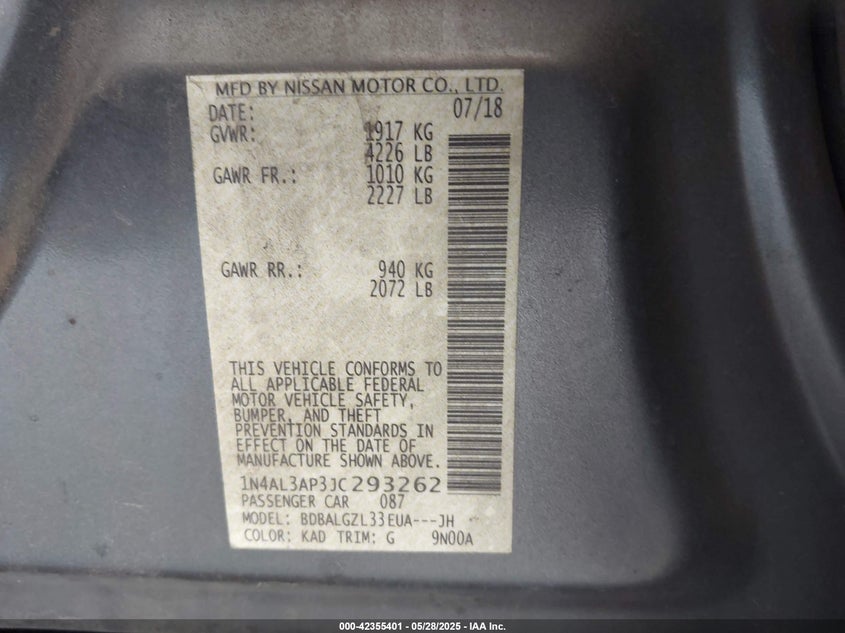 MFD BY NISSAN MOTOR CO., LTD.
DATE: 07/18
GVWR: 1917 KG
4226 LB
GAWR FR.: 1010 KG
2227 LB
GAWR RR.: 940 KG
2072 LB
THIS VEHICLE CONFORMS TO
ALL APPLICABLE FEDERAL
MOTOR VEHICLE SAFETY,
BUMPER, AND THEFT
PREVENTION STANDARDS IN
EFFECT ON THE DATE OF
MANUFACTURE SHOWN ABOVE.
1N4AL3AP3JC293262
PASSENGER CAR 087
MODEL: BDBALGZL33EUA---JH
COLOR: KAD TRIM: G 9N00A
000-42355401 - 05/28/2025 - IAA Inc.